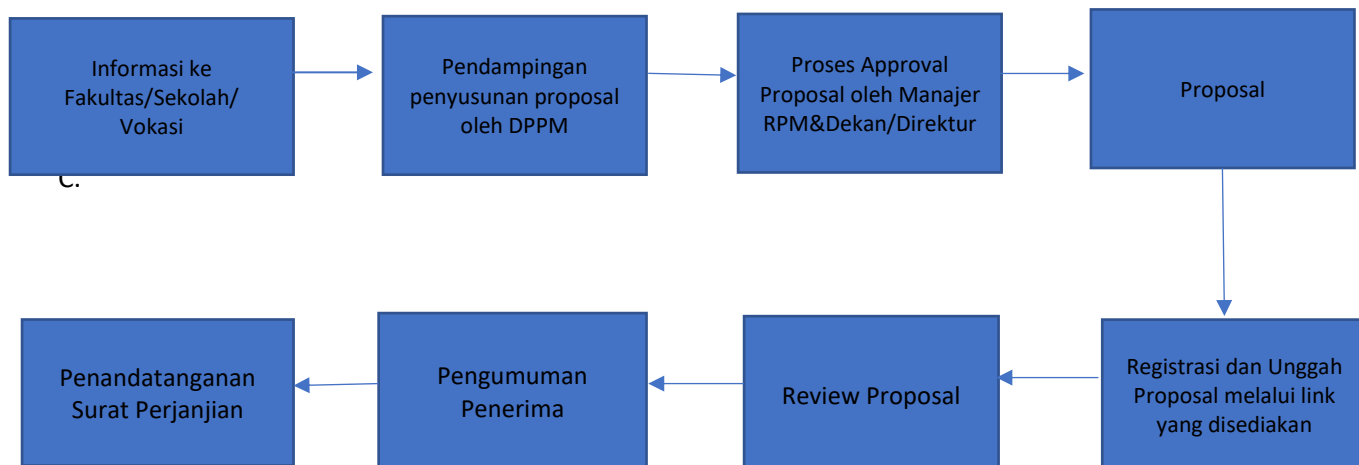 Informasi ke
Fakultas/Sekolah/
Vokasi
Pendampingan
penyusunan proposal
oleh DPPM
Proses Approval
Proposal oleh Manajer
RPM&Dekan/Direktur
Proposal
C.
Penandatanganan
Surat Perjanjian
Pengumuman
Penerima
Review Proposal
Registrasi dan Unggah
Proposal melalui link
yang disediakan